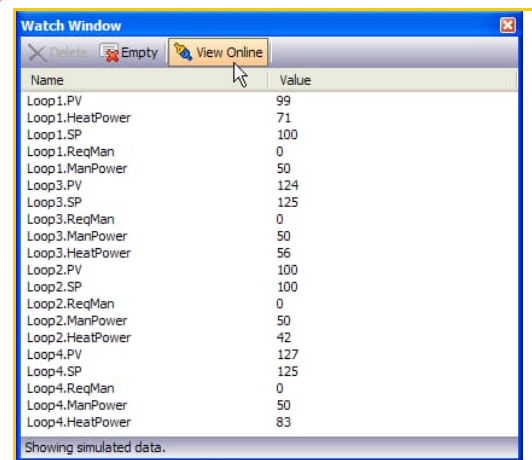 Watch Window
Delete Empty View Online
Name Value
Loop1.PV 99
Loop1.HeatPower 71
Loop1.SP 100
Loop1.ReqMan 0
Loop1.ManPower 50
Loop3.PV 124
Loop3.SP 125
Loop3.ReqMan 0
Loop3.ManPower 50
Loop3.HeatPower 56
Loop2.PV 100
Loop2.SP 100
Loop2.ReqMan 0
Loop2.ManPower 50
Loop2.HeatPower 42
Loop4.PV 127
Loop4.SP 125
Loop4.ReqMan 0
Loop4.ManPower 50
Loop4.HeatPower 83
Showing simulated data.